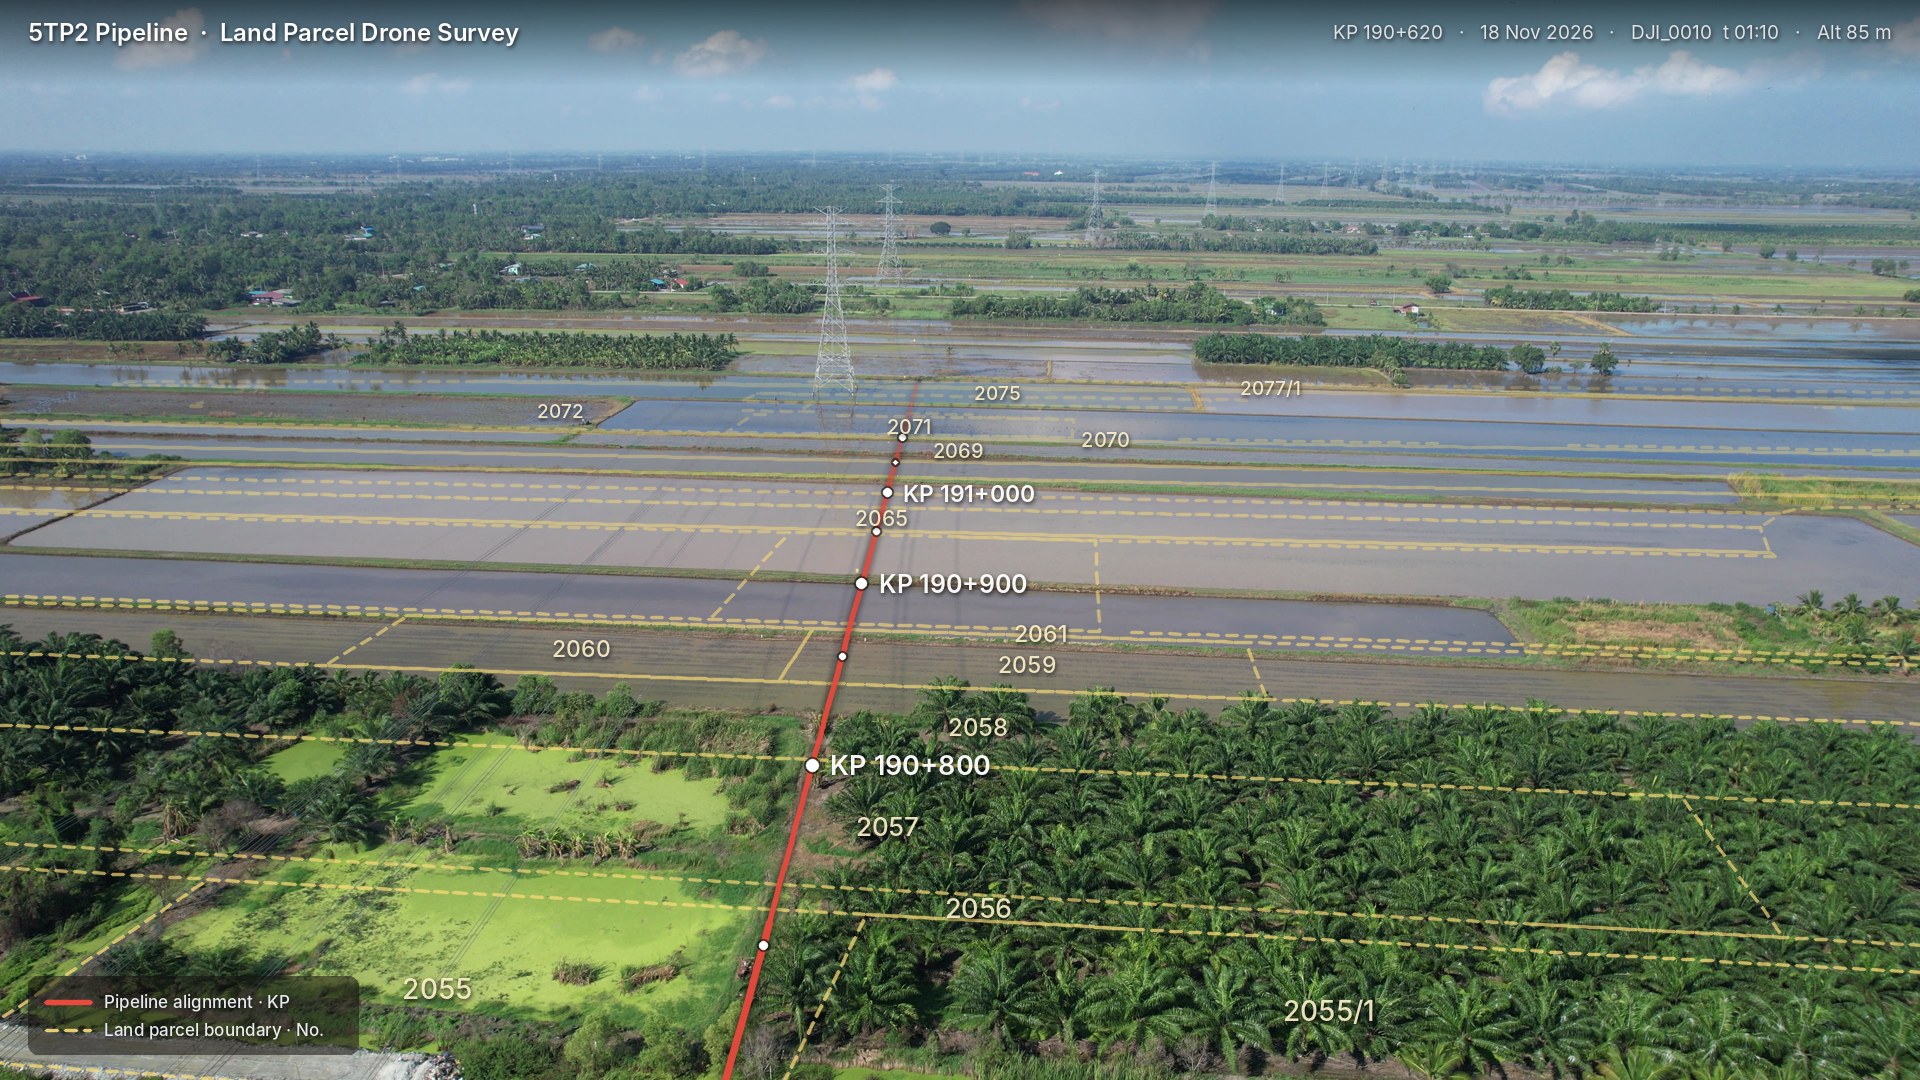 5TP2 Pipeline · Land Parcel Drone Survey
KP 190+620 · 18 Nov 2026 · DJI_0010 t 01:10 · Alt 85 m
2075
2077/1
2072
2071
2070
2069
KP 191+000
2065
KP 190+900
2061
2060
2059
2058
KP 190+800
2057
2056
2055
2055/1
Pipeline alignment · KP
Land parcel boundary · No.